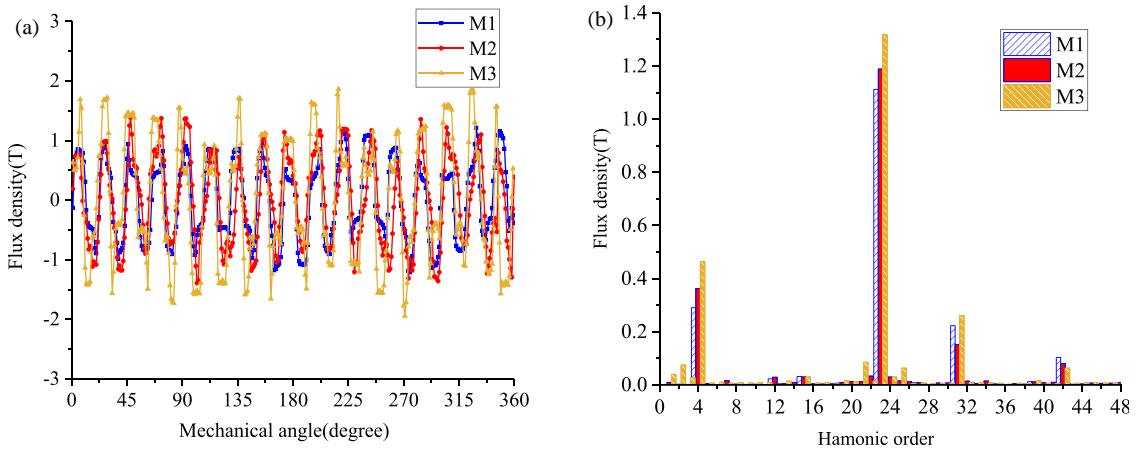 (a)
M1
M2
M3
3
2
1
0
-1
-2
-3
Flux density(T)
0 45 90 135 180 225 270 315 360
Mechanical angle(degree)
(b)
M1
M2
M3
1.4
1.2
1.0
0.8
0.6
0.4
0.2
0.0
Flux density(T)
0 4 8 12 16 20 24 28 32 36 40 44 48
Hamonic order